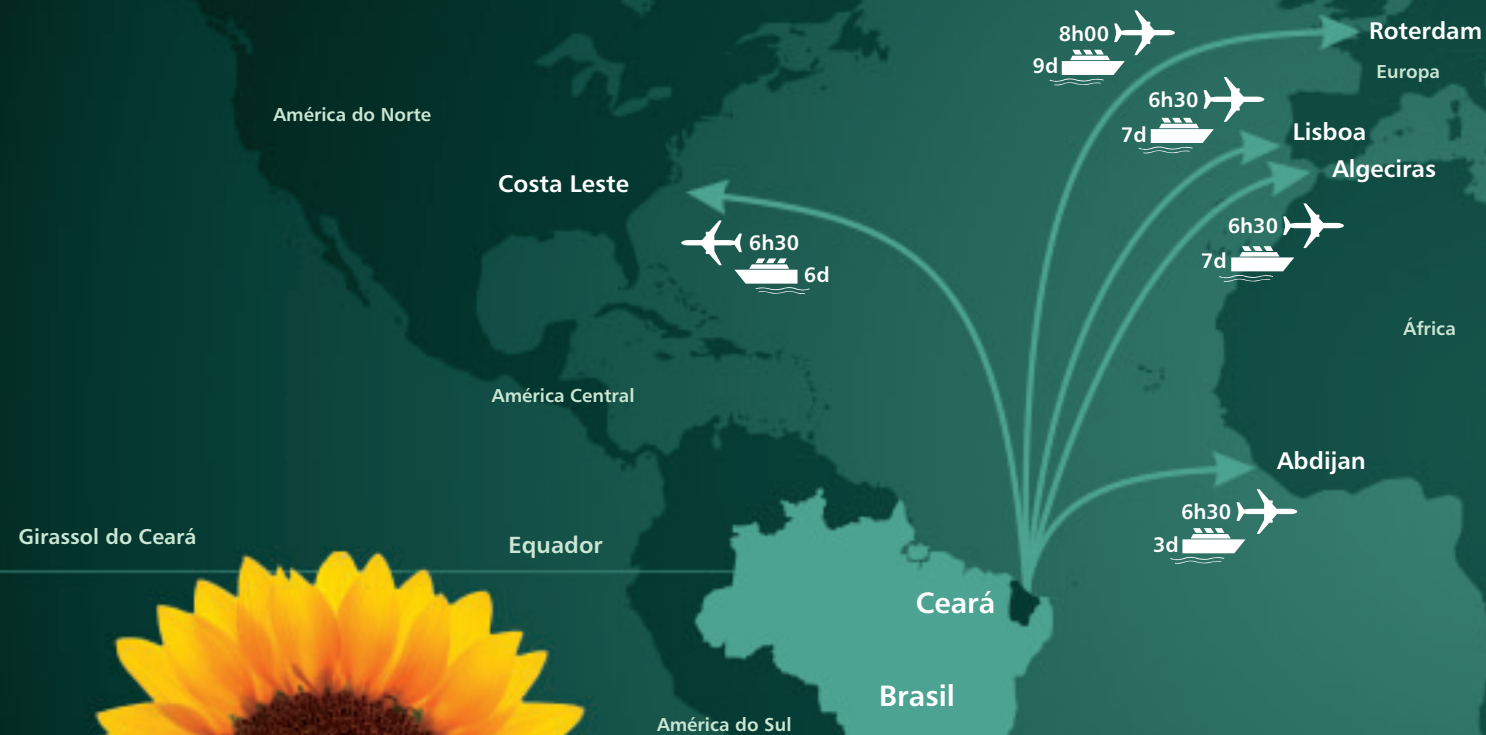 8h00
Roterdam
9d
Europa
6h30
América do Norte
Lisboa
7d
Algeciras
Costa Leste
6h30
6h30
7d
6d
África
América Central
Abdijan
6h30
Girassol do Ceará
Equador
3d
Ceará
Brasil
América do Sul